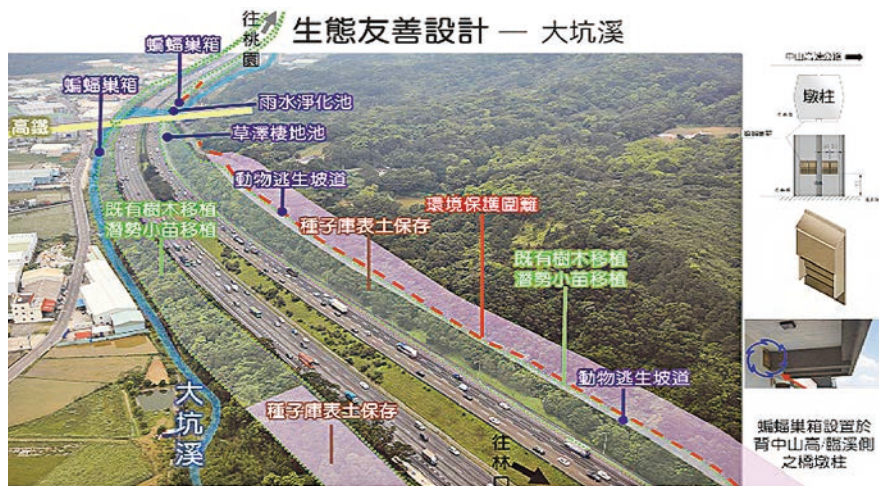 生態友善設計 — 大坑溪
往桃園
蝙蝠巢箱
蝙蝠巢箱
雨水淨化池
高鐵
草澤棲地池
動物逃生坡道
環境保護圍籬
既有樹木移植
潛勢小苗移植
種子庫表土保存
既有樹木移植
潛勢小苗移植
動物逃生坡道
種子庫表土保存
大坑溪
往林口
中山高速公路
墩柱
蝙蝠巢箱設置於
背中山高/臨溪側
之橋墩柱